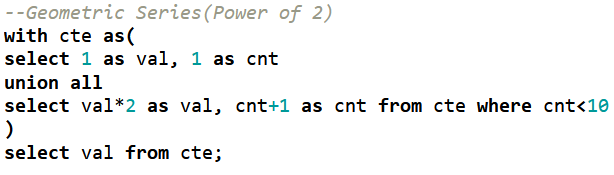 --Geometric Series(Power of 2)
with cte as(
select 1 as val, 1 as cnt
union all
select val*2 as val, cnt+1 as cnt from cte where cnt<10
)
select val from cte;